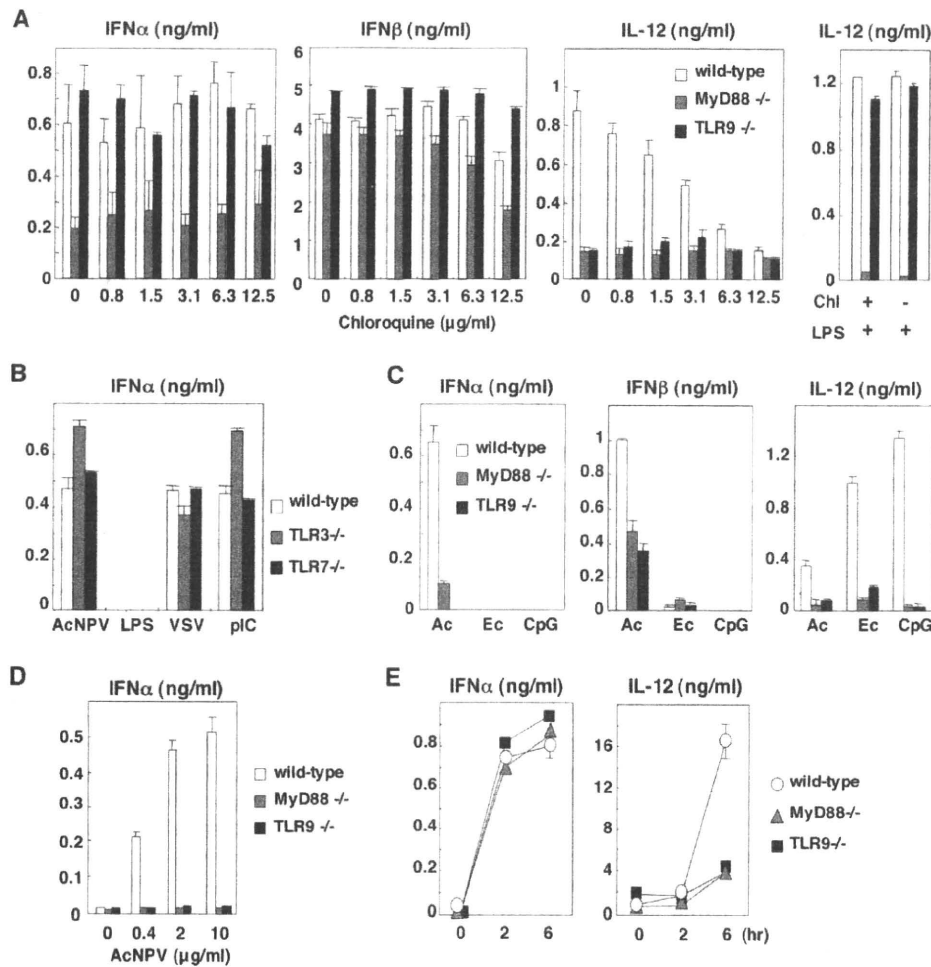 A
IFNα (ng/ml)
IFNβ (ng/ml)
IL-12 (ng/ml)
IL-12 (ng/ml)
0.8
0.6
0.4
0.2
0
6
5
4
5
4
3
2
1
0
1
0.8
0.6
0.4
0.2
0
wild-type
MyD88 -/-
TLR9 -/-
1.2
0.8
1.2
0
0 0.8 1.5 3.1 6.3 12.5
0 0.8 1.5 3.1 6.3 12.5
0 0.8 1.5 3.1 6.3 12.5
Chloroquine (µg/ml)
Chl + -
LPS + +
B
IFNα (ng/ml)
0.6
0.4
0.2
0
AcNPV LPS VSV pIC
wild-type
TLR3-/-
TLR7-/-
C
IFNα (ng/ml)
IFNβ (ng/ml)
IL-12 (ng/ml)
0.6
0.4
0.2
0
wild-type
MyD88 -/-
TLR9 -/-
1
0.8
0.6
0.4
0.2
0
1.2
0.8
0.4
0
Ac Ec CpG
Ac Ec CpG
Ac Ec CpG
D
IFNα (ng/ml)
0.5
0.4
0.3
0.2
0.1
0
0 0.4 2 10
AcNPV (µg/ml)
wild-type
MyD88 -/-
TLR9 -/-
E
IFNα (ng/ml)
IL-12 (ng/ml)
0.8
0.6
0.4
0.2
0
16
12
8
4
0
0 2 6
0 2 6 (hr)
wild-type
MyD88-/-
TLR9-/-